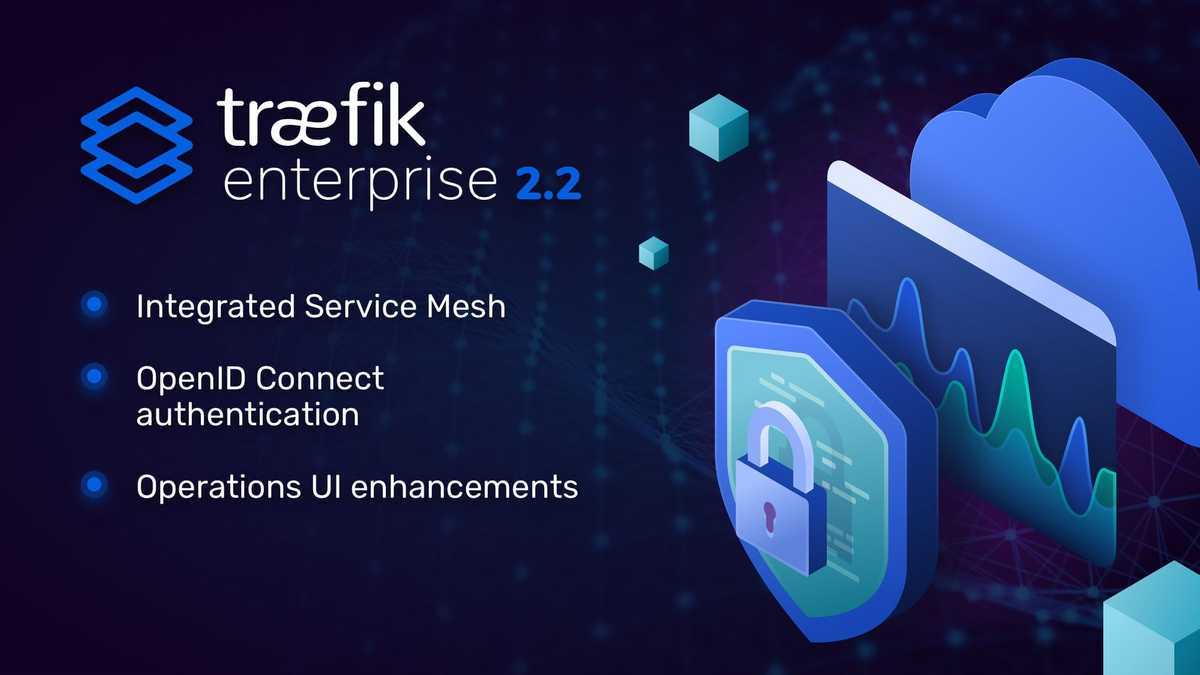 træfik
enterprise 2.2
Integrated Service Mesh
OpenID Connect
authentication
Operations UI enhancements